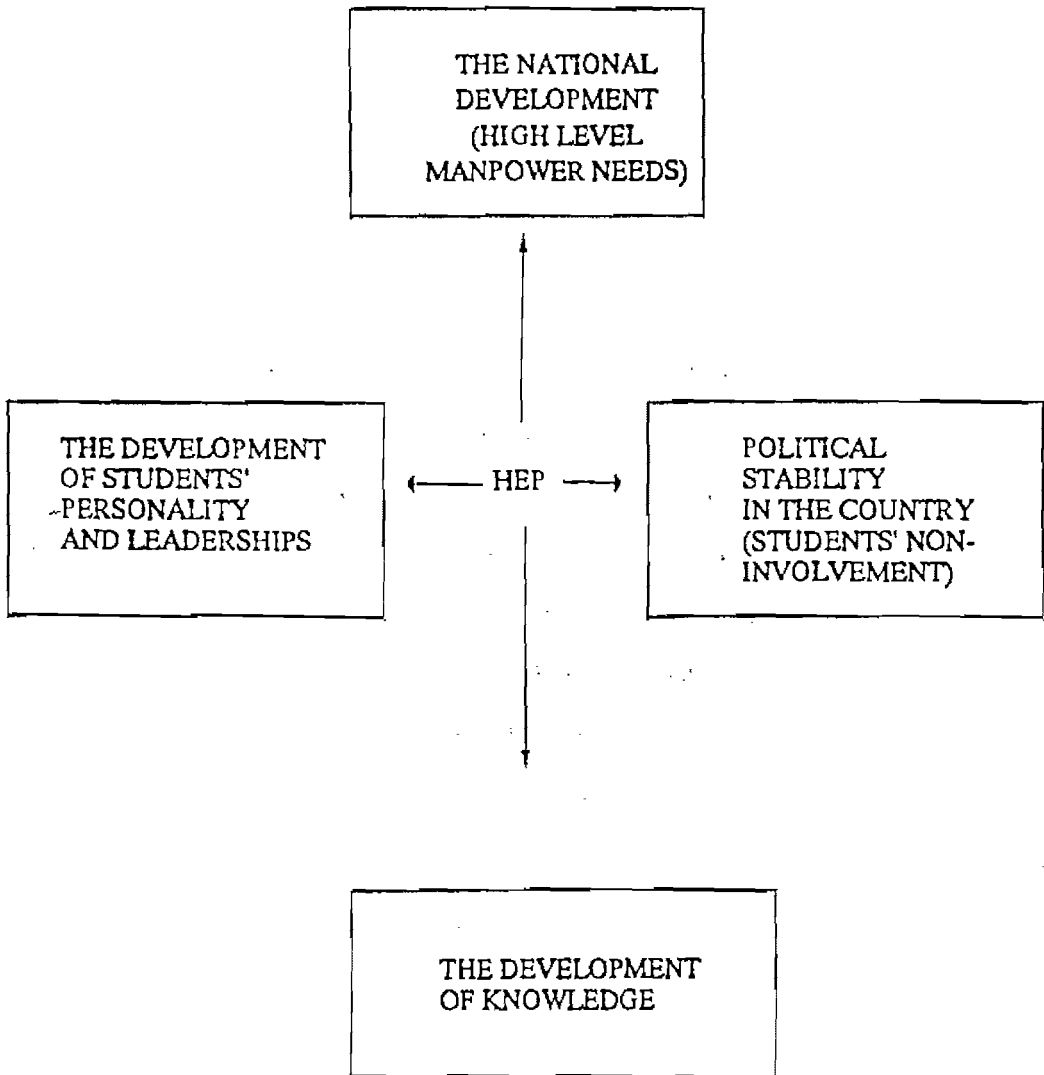 THE NATIONAL
DEVELOPMENT
(HIGH LEVEL
MANPOWER NEEDS)
THE DEVELOPMENT
OF STUDENTS'
PERSONALITY
AND LEADERSHIPS
HEP
POLITICAL
STABILITY
IN THE COUNTRY
(STUDENTS' NON-
INVOLVEMENT)
THE DEVELOPMENT
OF KNOWLEDGE